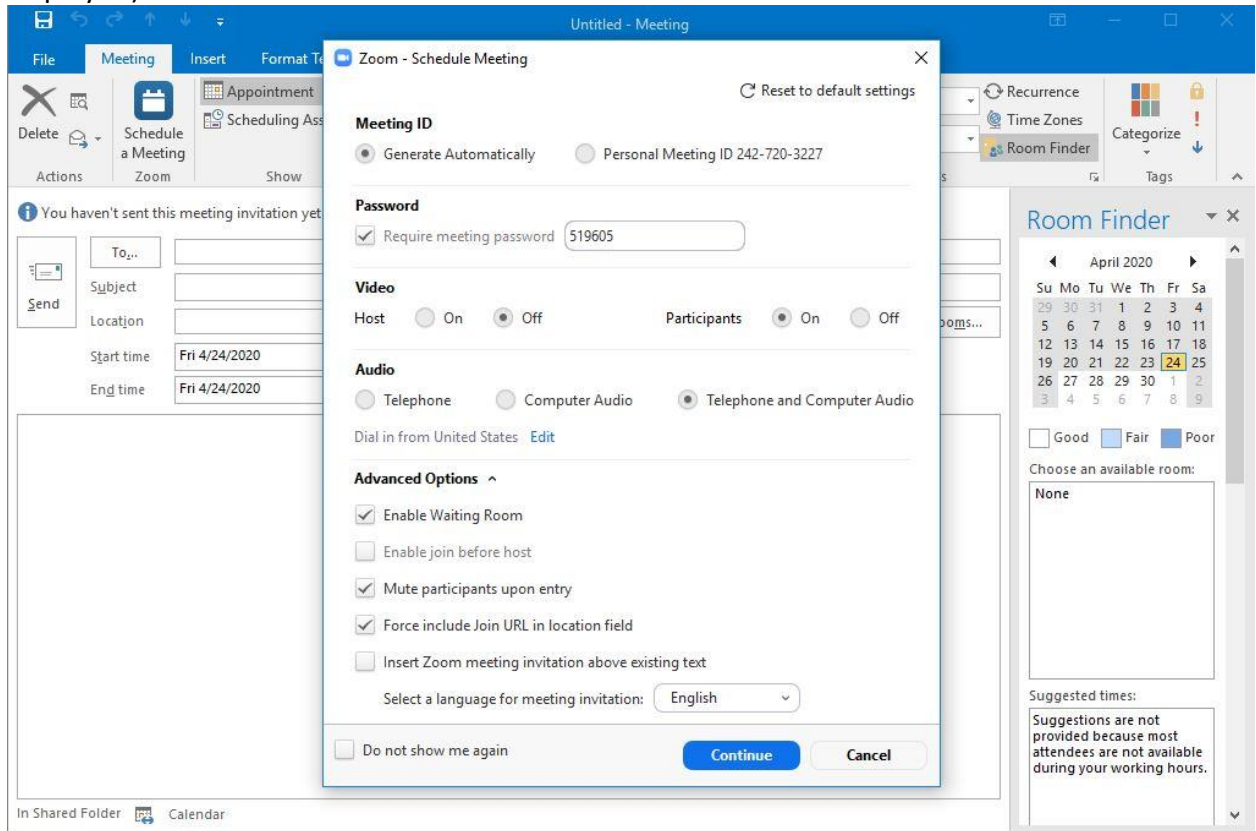 Untitled - Meeting
File Meeting Insert Format Te
Delete
Schedule a Meeting
Appointment
Scheduling Ass
Actions Zoom Show
Recurrence
Time Zones
Room Finder
Categorize
Tags
You haven't sent this meeting invitation yet
Send
To...
Subject
Location
Start time Fri 4/24/2020
End time Fri 4/24/2020
In Shared Folder Calendar
Zoom - Schedule Meeting
Reset to default settings
Meeting ID
Generate Automatically Personal Meeting ID 242-720-3227
Password
Require meeting password 519605
Video
Host On Off Participants On Off
Audio
Telephone Computer Audio Telephone and Computer Audio
Dial in from United States Edit
Advanced Options
Enable Waiting Room
Enable join before host
Mute participants upon entry
Force include Join URL in location field
Insert Zoom meeting invitation above existing text
Select a language for meeting invitation: English
Do not show me again Continue Cancel
ooms...
Room Finder
April 2020
Su Mo Tu We Th Fr Sa
29 30 31 1 2 3 4
5 6 7 8 9 10 11
12 13 14 15 16 17 18
19 20 21 22 23 24 25
26 27 28 29 30 1 2
3 4 5 6 7 8 9
Good Fair Poor
Choose an available room:
None
Suggested times:
Suggestions are not
provided because most
attendees are not available
during your working hours.